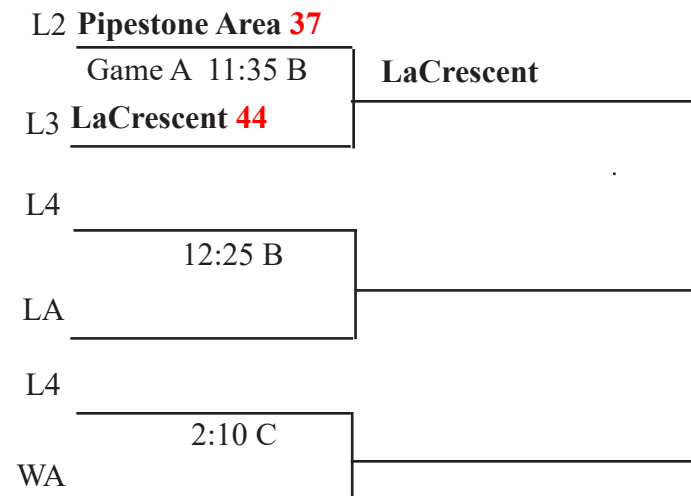 L2 Pipestone Area 37
Game A 11:35 B
LaCrescent
L3 LaCrescent 44
L4
12:25 B
LA
L4
2:10 C
WA